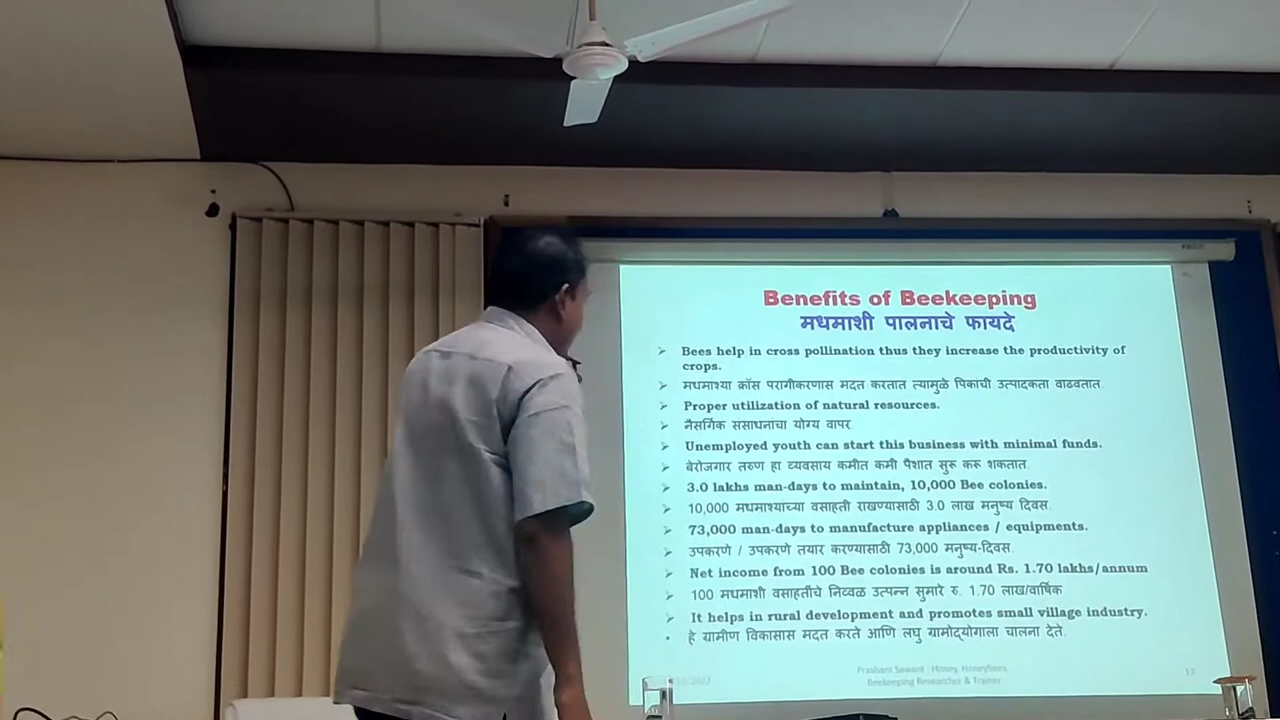 Benefits of Beekeeping
मधमाशी पालनाचे फायदे
➢ Bees help in cross pollination thus they increase the productivity of
crops.
➢ मधमाश्या क्रॉस परागीकरणास मदत करतात त्यामुळे पिकांची उत्पादकता वाढवतात.
➢ Proper utilization of natural resources.
➢ नैसर्गिक संसाधनांचा योग्य वापर.
➢ Unemployed youth can start this business with minimal funds.
➢ बेरोजगार तरुण हा व्यवसाय कमीत कमी पैशात सुरू करू शकतात.
➢ 3.0 lakhs man-days to maintain, 10,000 Bee colonies.
➢ 10,000 मधमाश्यांच्या वसाहती राखण्यासाठी 3.0 लाख मनुष्य दिवस.
➢ 73,000 man-days to manufacture appliances / equipments.
➢ उपकरणे / उपकरणे तयार करण्यासाठी 73,000 मनुष्य-दिवस.
➢ Net income from 100 Bee colonies is around Rs. 1.70 lakhs/annum
➢ 100 मधमाशी वसाहतींचे निव्वळ उत्पन्न सुमारे रु. 1.70 लाख/वार्षिक
➢ It helps in rural development and promotes small village industry.
• हे ग्रामीण विकासास मदत करते आणि लघु ग्रामोद्योगाला चालना देते.
Prashant Sawant : Honey, Honeybees,
Beekeeping Researcher & Trainer
13